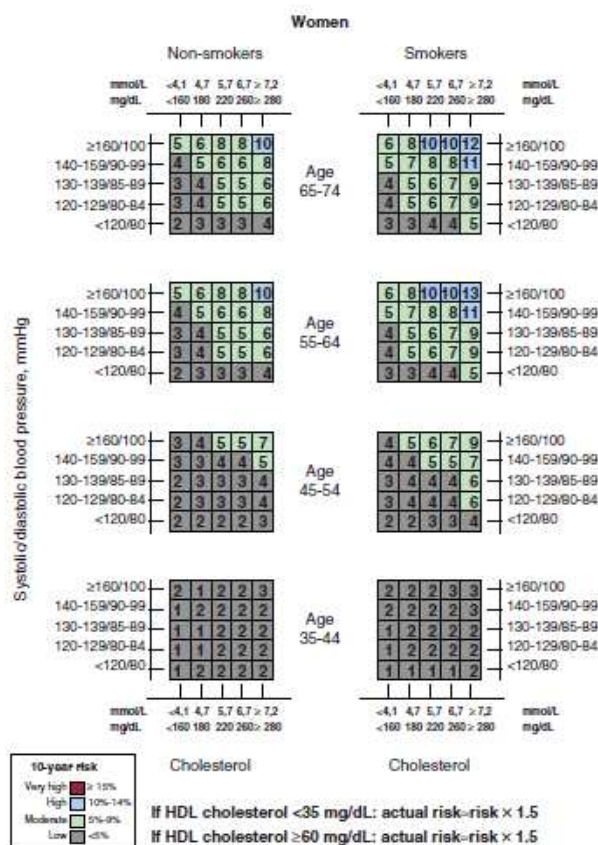 Women
Non-smokers Smokers
mmol/L <4,1 4,7 5,7 6,7 ≥ 7,2 <4,1 4,7 5,7 6,7 ≥ 7,2 mmol/L
mg/dL <160 180 220 260 ≥ 280 <160 180 220 260 ≥ 280 mg/dL
Systolic/diastolic blood pressure, mmHg
≥160/100 5 6 8 8 10 6 8 10 10 12 ≥160/100
140-159/90-99 4 5 6 6 8 Age 5 7 8 8 11 140-159/90-99
130-139/85-89 3 4 5 5 6 65-74 4 5 6 7 9 130-139/85-89
120-129/80-84 3 4 5 5 6 4 5 6 7 9 120-129/80-84
<120/80 2 3 3 3 4 3 3 4 4 5 <120/80
≥160/100 5 6 8 8 10 6 8 10 10 13 ≥160/100
140-159/90-99 4 5 6 6 8 Age 5 7 8 8 11 140-159/90-99
130-139/85-89 3 4 5 5 6 55-64 4 5 6 7 9 130-139/85-89
120-129/80-84 3 4 5 5 6 4 5 6 7 9 120-129/80-84
<120/80 2 3 3 3 4 3 3 4 4 5 <120/80
≥160/100 3 4 5 5 7 4 5 6 7 9 ≥160/100
140-159/90-99 3 3 4 4 5 Age 4 4 5 5 7 140-159/90-99
130-139/85-89 2 3 3 3 4 45-54 3 4 4 4 6 130-139/85-89
120-129/80-84 2 3 3 3 4 3 4 4 4 6 120-129/80-84
<120/80 2 2 2 2 3 2 2 3 3 4 <120/80
≥160/100 2 1 2 2 3 2 2 2 3 3 ≥160/100
140-159/90-99 1 2 2 2 2 Age 2 2 2 2 3 140-159/90-99
130-139/85-89 1 1 2 2 2 35-44 2 2 2 2 2 130-139/85-89
120-129/80-84 1 1 2 2 2 2 2 2 2 2 120-129/80-84
<120/80 1 2 2 2 2 1 1 1 1 2 <120/80
mmol/L <4,1 4,7 5,7 6,7 ≥ 7,2 <4,1 4,7 5,7 6,7 ≥ 7,2 mmol/L
mg/dL <160 180 220 260 ≥ 280 <160 180 220 260 ≥ 280 mg/dL
Cholesterol Cholesterol
10-year risk
Very high ≥ 15%
High 10%-14%
Moderate 5%-9%
Low <5%
If HDL cholesterol <35 mg/dL: actual risk=risk × 1.5
If HDL cholesterol ≥60 mg/dL: actual risk=risk × 1.5